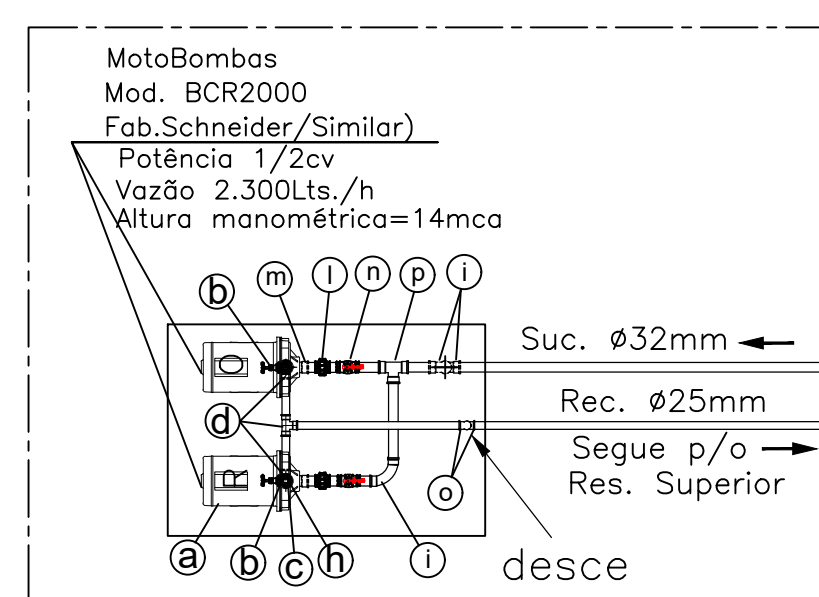 MotoBombas
Mod. BCR2000
Fab.Schneider/Similar)
Potência 1/2cv
Vazão 2.300Lts./h
Altura manométrica=14mca
b m l n p i
Suc. ø32mm
O
d
Rec. ø25mm
Segue p/o
Res. Superior
R
o
a b c h i
desce